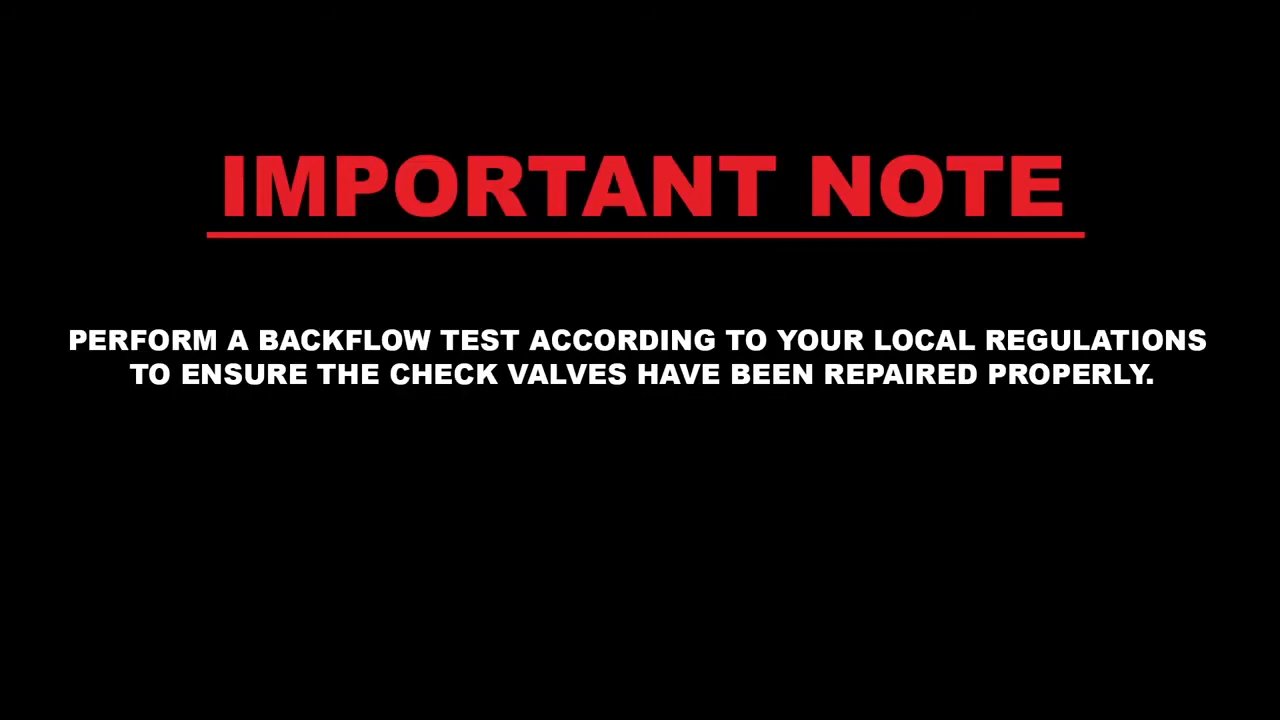 IMPORTANT NOTE
PERFORM A BACKFLOW TEST ACCORDING TO YOUR LOCAL REGULATIONS
TO ENSURE THE CHECK VALVES HAVE BEEN REPAIRED PROPERLY.